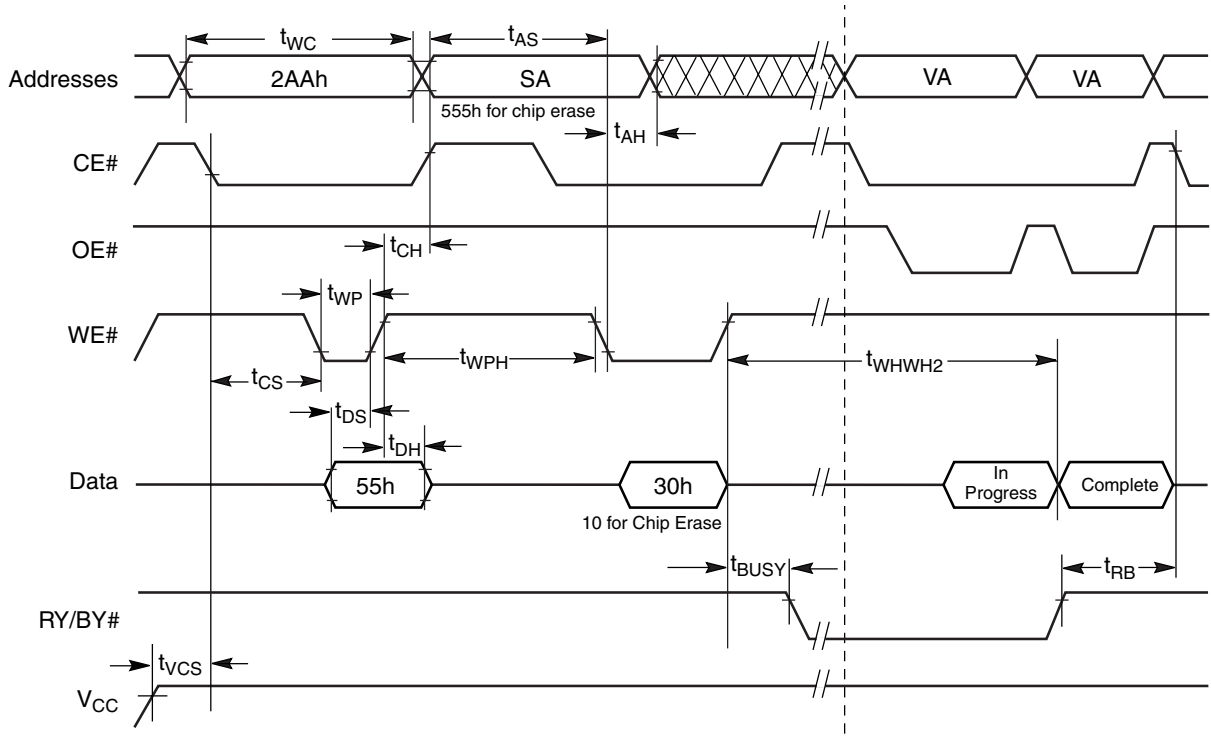 tWC
tAS
Addresses
2AAh
SA
VA
VA
555h for chip erase
tAH
CE#
OE#
tCH
tWP
WE#
tWPH
tWHWH2
tCS
tDS
tDH
Data
55h
30h
In
Progress
Complete
10 for Chip Erase
tBUSY
tRB
RY/BY#
tVCS
VCC